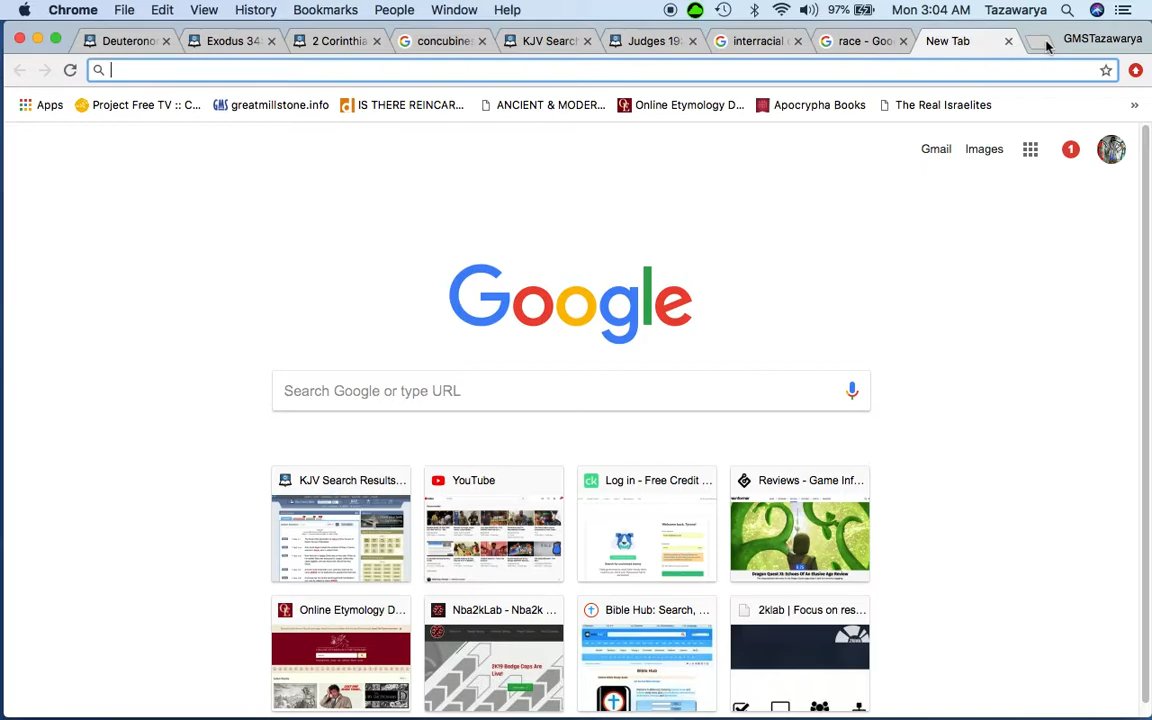 Chrome File Edit View History Bookmarks People Window Help 97% Mon 3:04 AM Tazawarya
Deuterono Exodus 34: 2 Corinthia concubines KJV Search Judges 19: interracial c race - Goo New Tab GMSTazawarya
Apps Project Free TV :: C... greatmillstone.info IS THERE REINCAR... ANCIENT & MODER... Online Etymology D... Apocrypha Books The Real Israelites »
Gmail Images 1
Google
Search Google or type URL
KJV Search Results... YouTube Log in - Free Credit ... Reviews - Game Inf...
Online Etymology D... Nba2kLab - Nba2k ... Bible Hub: Search, ... 2klab | Focus on res...